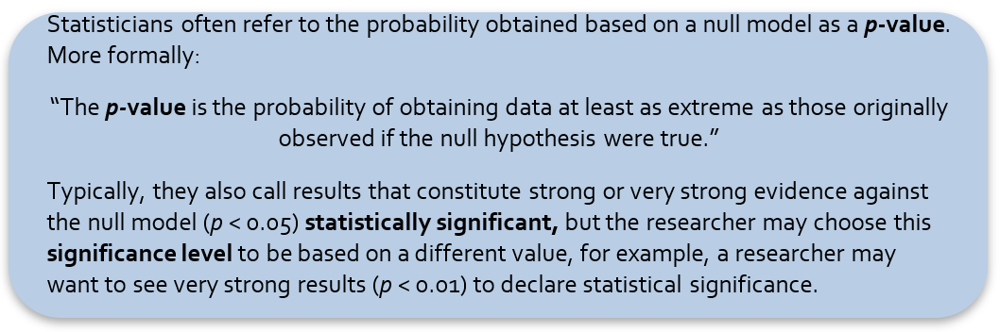 Statisticians often refer to the probability obtained based on a null model as a p-value.
More formally:
“The p-value is the probability of obtaining data at least as extreme as those originally
observed if the null hypothesis were true.”
Typically, they also call results that constitute strong or very strong evidence against
the null model (p < 0.05) statistically significant, but the researcher may choose this
significance level to be based on a different value, for example, a researcher may
want to see very strong results (p < 0.01) to declare statistical significance.